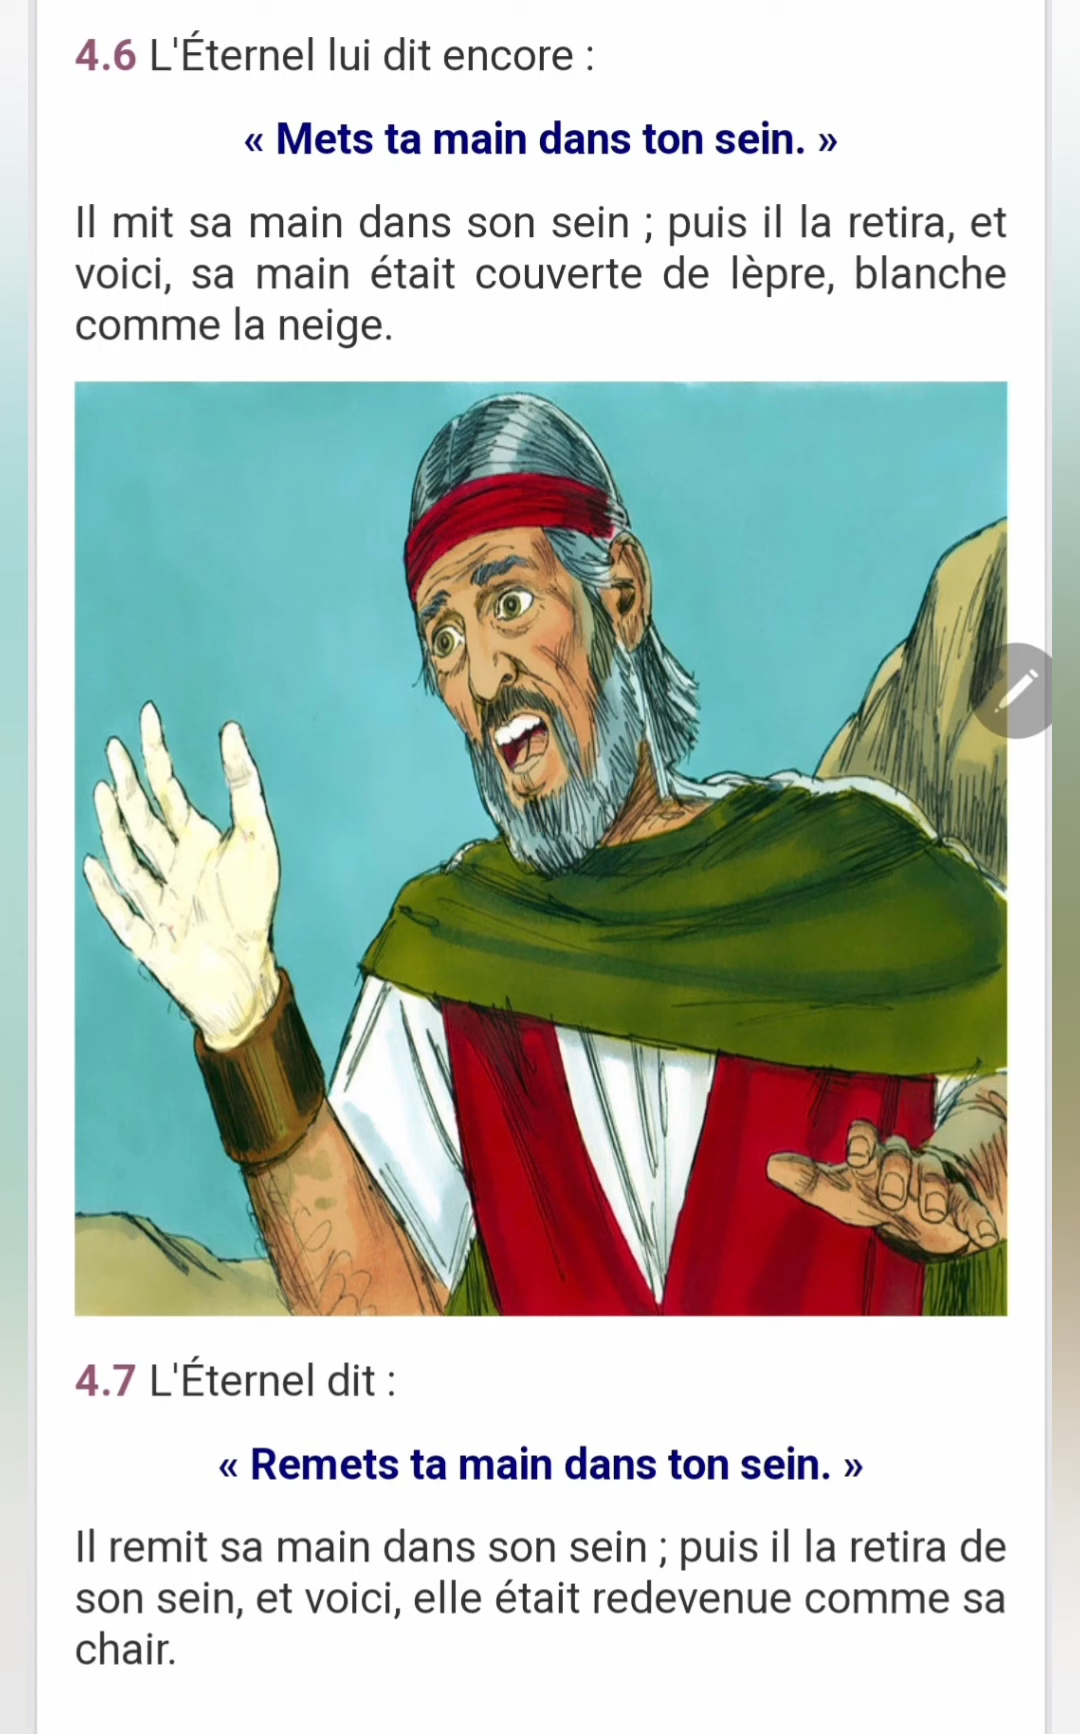 4.6 L'Éternel lui dit encore :
« Mets ta main dans ton sein. »
Il mit sa main dans son sein ; puis il la retira, et
voici, sa main était couverte de lèpre, blanche
comme la neige.
4.7 L'Éternel dit :
« Remets ta main dans ton sein. »
Il remit sa main dans son sein ; puis il la retira de
son sein, et voici, elle était redevenue comme sa
chair.